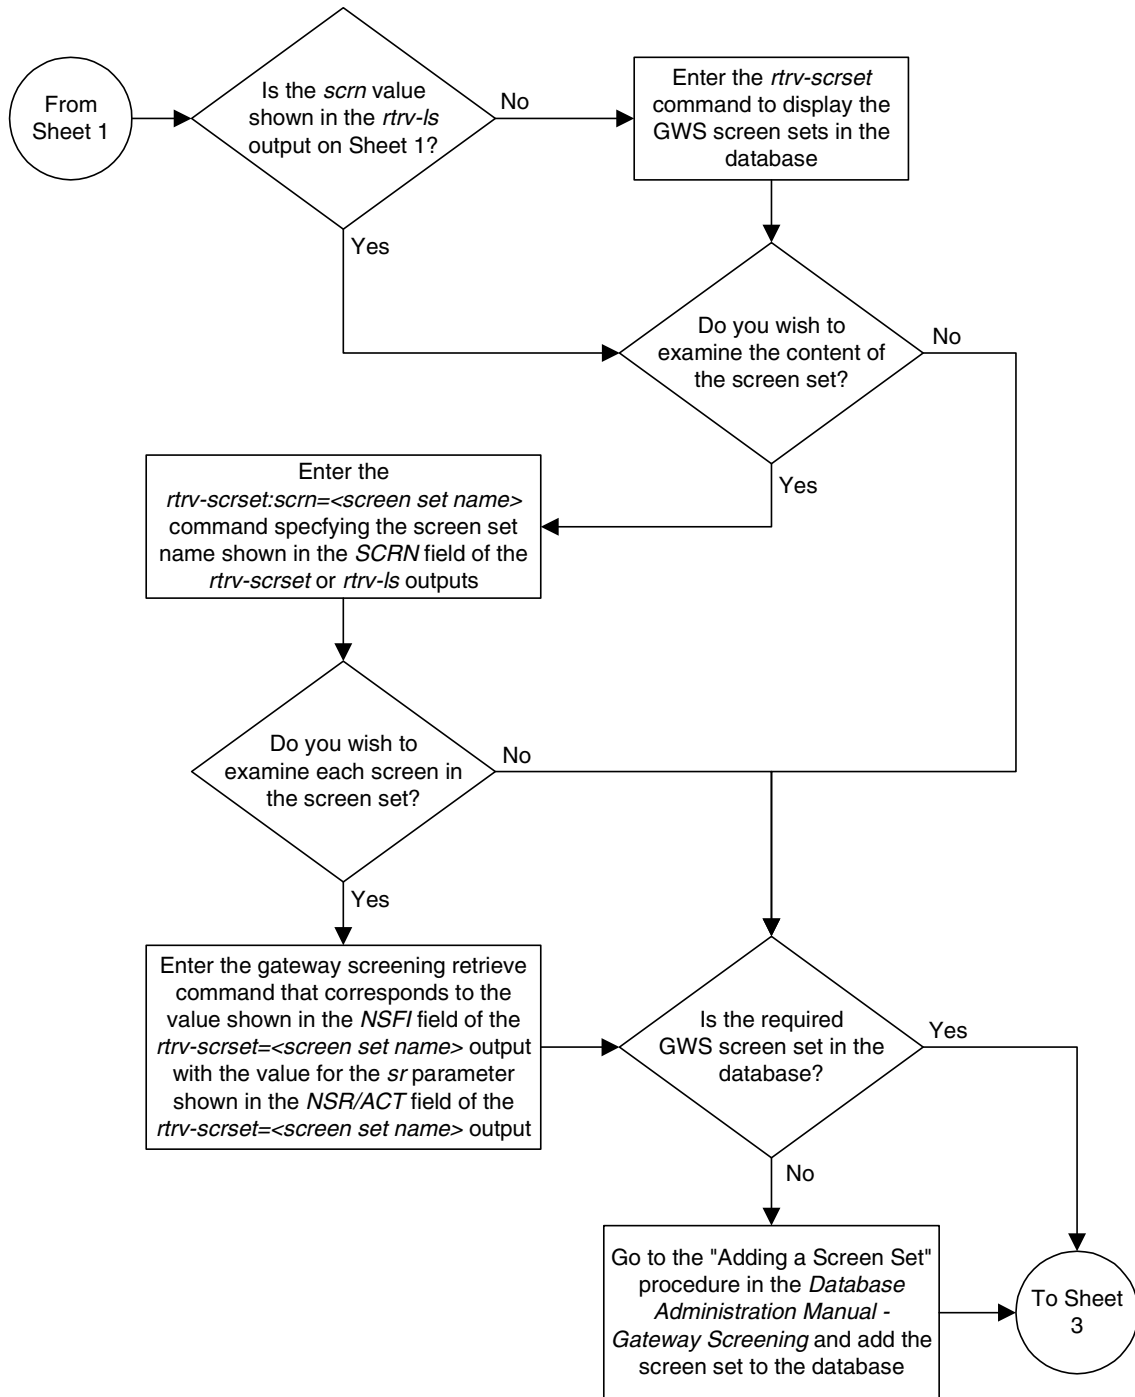 From
Sheet 1
Is the scrn value
shown in the rtrv-ls
output on Sheet 1?
No
Enter the rtrv-scrset
command to display the
GWS screen sets in the
database
Yes
Do you wish to
examine the content of
the screen set?
No
Yes
Enter the
rtrv-scrset:scrn=<screen set name>
command specfying the screen set
name shown in the SCRN field of the
rtrv-scrset or rtrv-ls outputs
Do you wish to
examine each screen in
the screen set?
No
Yes
Enter the gateway screening retrieve
command that corresponds to the
value shown in the NSFI field of the
rtrv-scrset=<screen set name> output
with the value for the sr parameter
shown in the NSR/ACT field of the
rtrv-scrset=<screen set name> output
Is the required
GWS screen set in the
database?
Yes
No
Go to the "Adding a Screen Set"
procedure in the Database
Administration Manual -
Gateway Screening and add the
screen set to the database
To Sheet
3